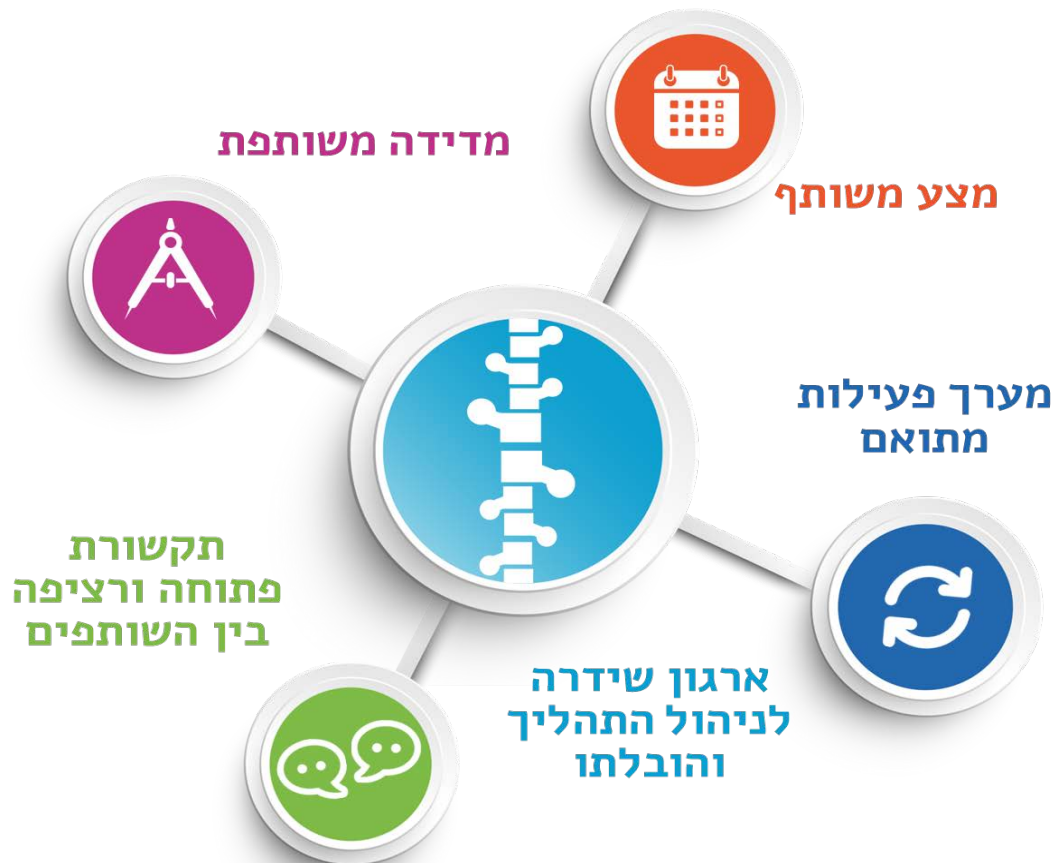 מדידה משותפת
מצע משותף
מערך פעילות
מתואם
תקשורת
פתוחה ורציפה
בין השותפים
ארגון שידרה
לניהול התהליך
והובלתו